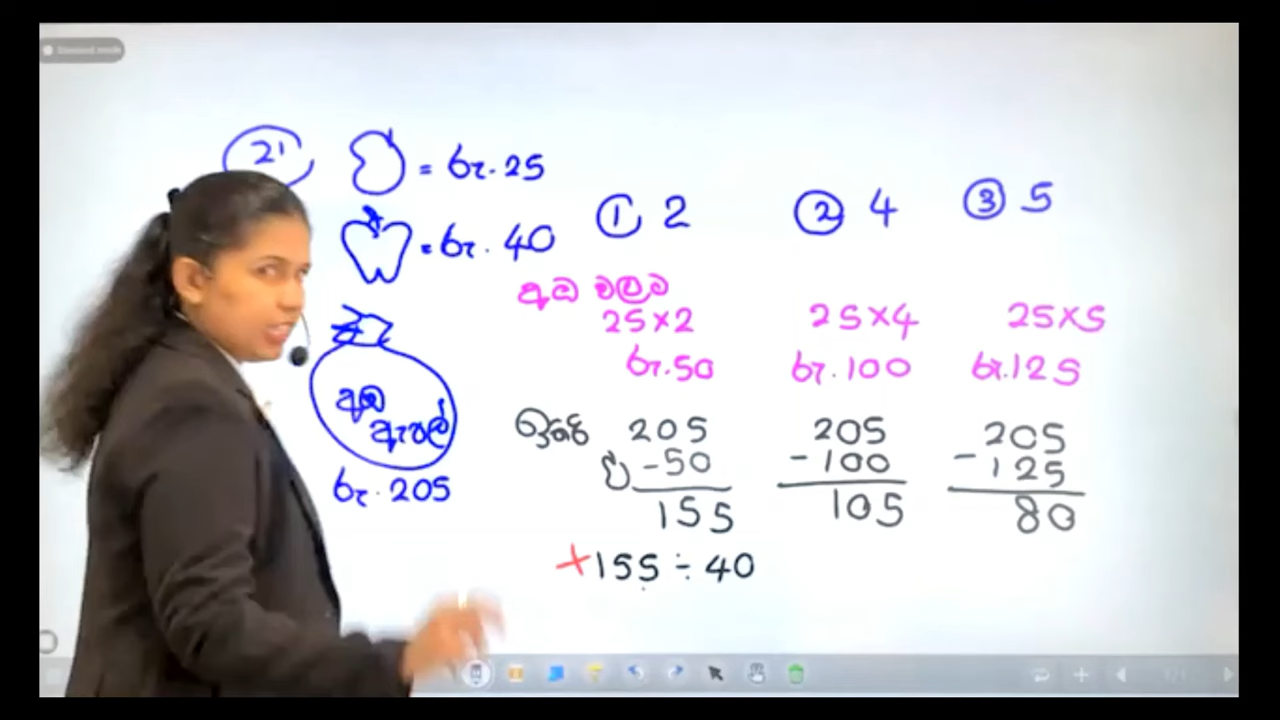 21
= රු. 25
= රු. 40
අඹ
ඇපල්
රු. 205
① 2
② 4
③ 5
අඹ වලට
25×2
25×4
25×5
රු.50
රු.100
රු.125
ඉතිරි
205
-50
155
205
-100
105
205
-125
80
+155 ÷ 40